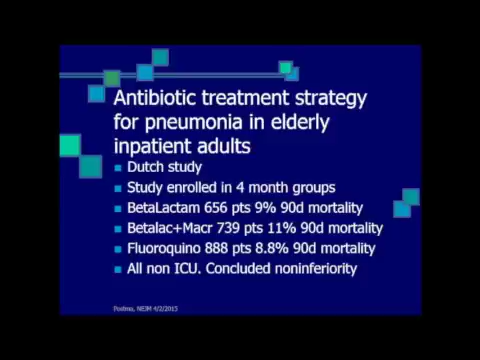 Antibiotic treatment strategy
for pneumonia in elderly
inpatient adults
Dutch study
Study enrolled in 4 month groups
BetaLactam 656 pts 9% 90d mortality
Betalac+Macr 739 pts 11% 90d mortality
Fluoroquino 888 pts 8.8% 90d mortality
All non ICU. Concluded noninferiority
Postma, NEJM 4/2/2015